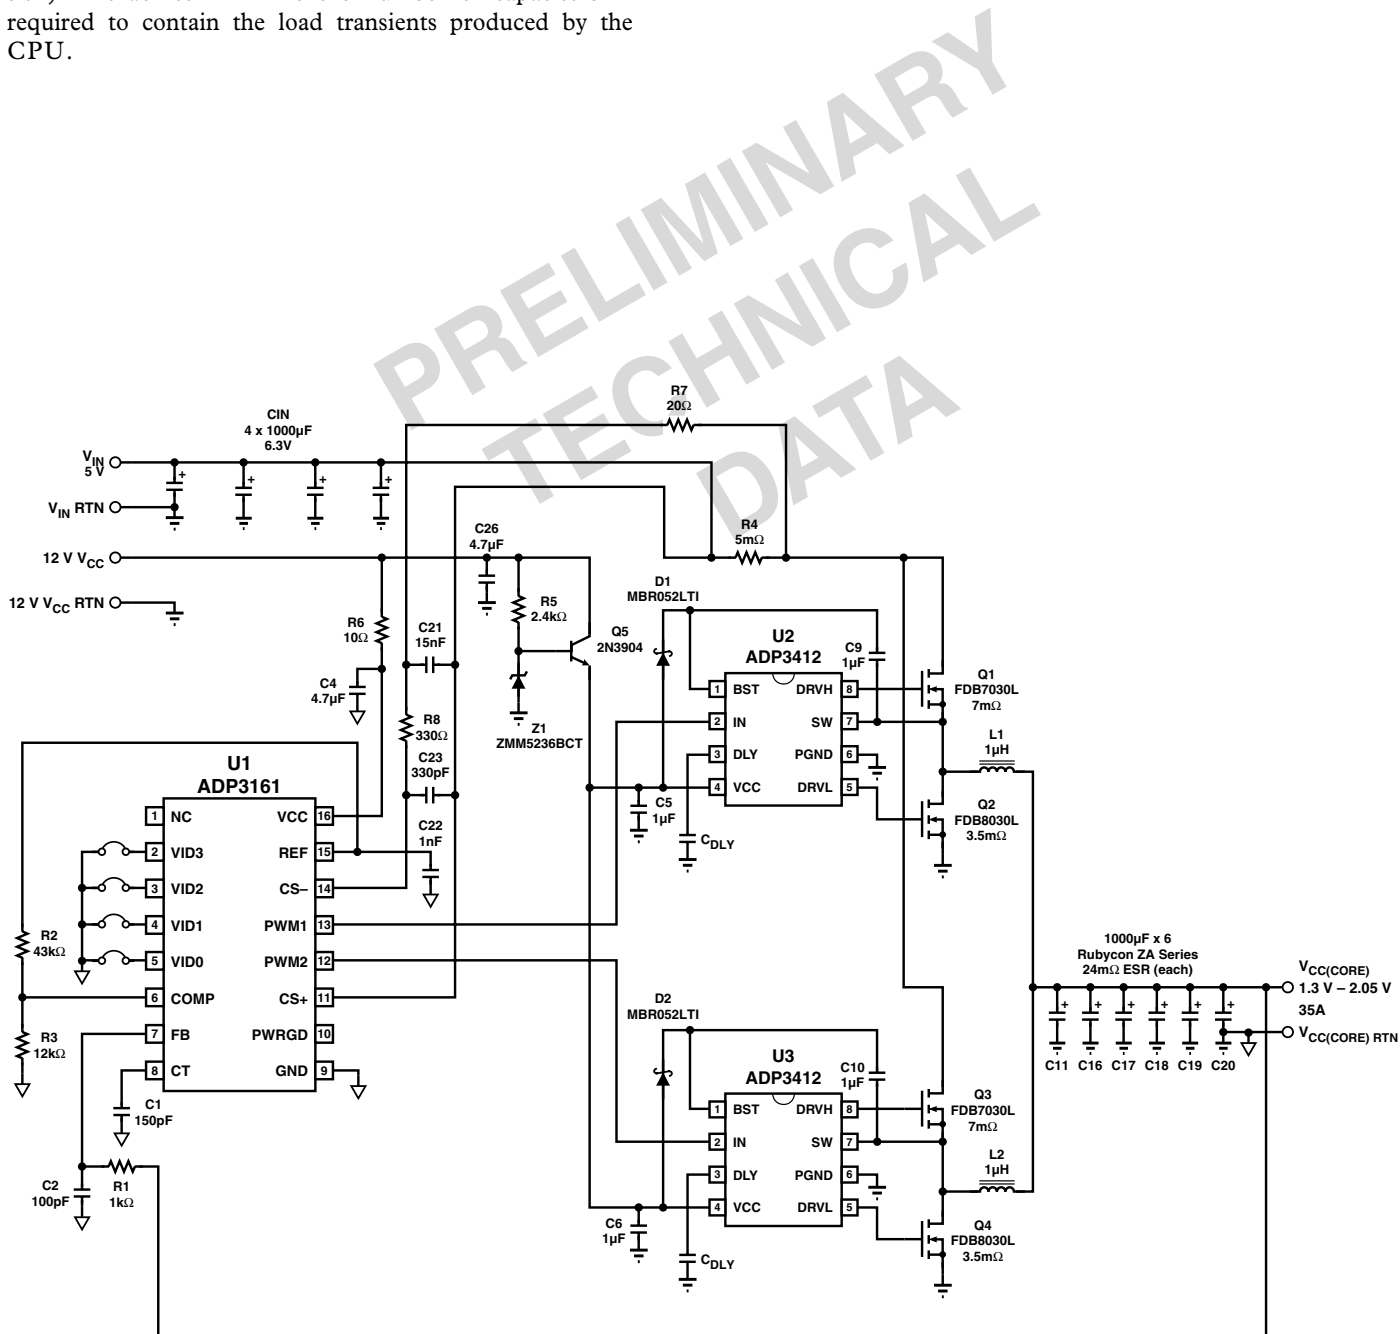 required to contain the load transients produced by the
CPU.
PRELIMINARY
TECHNICAL
DATA
R7
20Ω
CIN
4 x 1000µF
6.3V
VIN
5 V
VIN RTN
12 V VCC
12 V VCC RTN
C26
4.7µF
R4
5mΩ
R5
2.4kΩ
Q5
2N3904
Z1
ZMM5236BCT
R6
10Ω
C21
15nF
C4
4.7µF
R8
330Ω
C23
330pF
C22
1nF
D1
MBR052LTI
U2
ADP3412
C9
1µF
1 BST DRVH 8
2 IN SW 7
3 DLY PGND 6
4 VCC DRVL 5
Q1
FDB7030L
7mΩ
L1
1µH
Q2
FDB8030L
3.5mΩ
C5
1µF
CDLY
U1
ADP3161
1 NC VCC 16
2 VID3 REF 15
3 VID2 CS– 14
4 VID1 PWM1 13
5 VID0 PWM2 12
6 COMP CS+ 11
7 FB PWRGD 10
8 CT GND 9
R2
43kΩ
R3
12kΩ
C1
150pF
C2
100pF
R1
1kΩ
1000µF x 6
Rubycon ZA Series
24mΩ ESR (each)
VCC(CORE)
1.3 V – 2.05 V
35A
VCC(CORE) RTN
+ + + + + +
C11 C16 C17 C18 C19 C20
D2
MBR052LTI
U3
ADP3412
C10
1µF
1 BST DRVH 8
2 IN SW 7
3 DLY PGND 6
4 VCC DRVL 5
Q3
FDB7030L
7mΩ
L2
1µH
Q4
FDB8030L
3.5mΩ
C6
1µF
CDLY